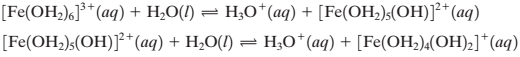 [Fe(OH₂)₆]³⁺(aq) + H₂O(l) ⇌ H₃O⁺(aq) + [Fe(OH₂)₅(OH)]²⁺(aq)
[Fe(OH₂)₅(OH)]²⁺(aq) + H₂O(l) ⇌ H₃O⁺(aq) + [Fe(OH₂)₄(OH)₂]⁺(aq)